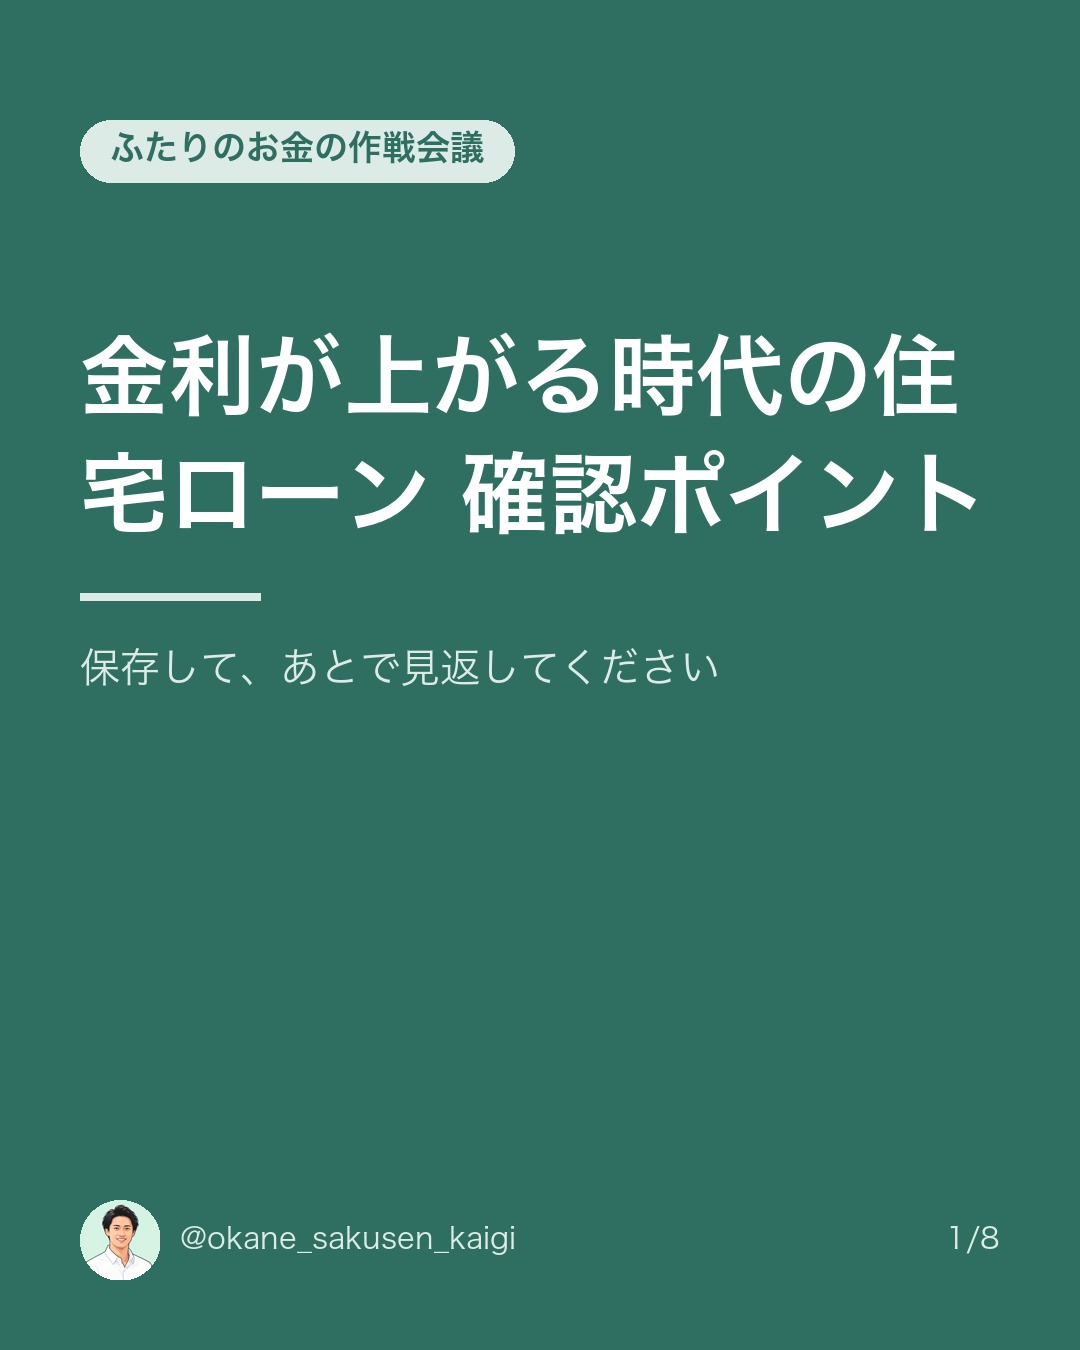 ふたりのお金の作戦会議
金利が上がる時代の住
宅ローン 確認ポイント
保存して、あとで見返してください
@okane_sakusen_kaigi
1/8